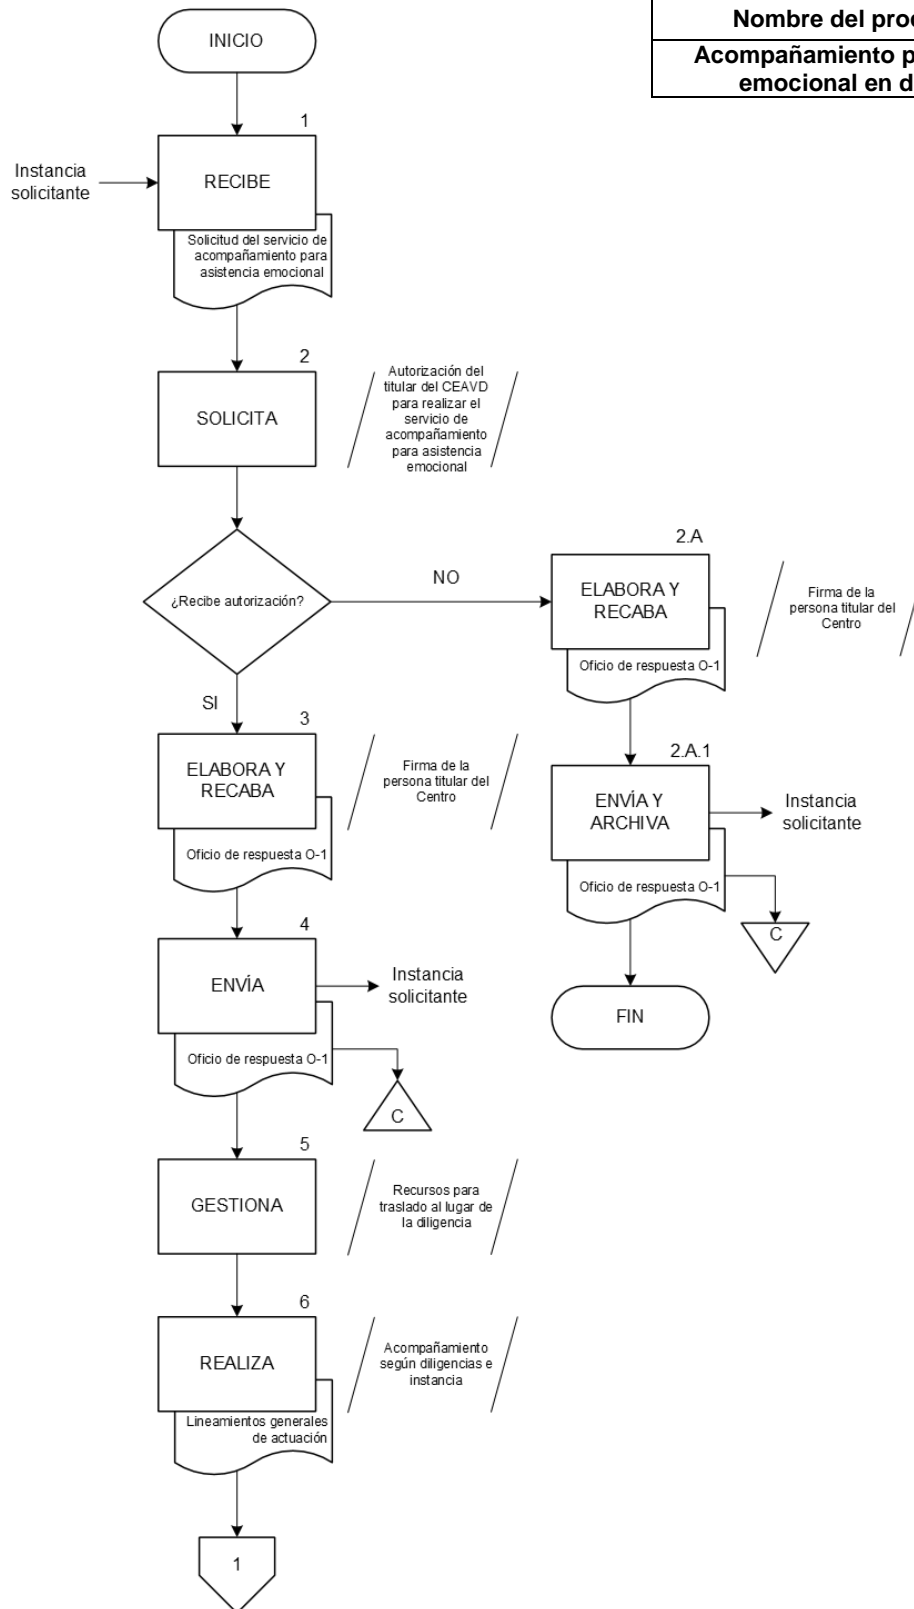 Nombre del proc
Acompañamiento p
emocional en d
INICIO
1
Instancia
solicitante
RECIBE
Solicitud del servicio de
acompañamiento para
asistencia emocional
2
SOLICITA
Autorización del
titular del CEAVD
para realizar el
servicio de
acompañamiento
para asistencia
emocional
¿Recibe autorización?
NO
2.A
ELABORA Y
RECABA
Oficio de respuesta O-1
Firma de la
persona titular del
Centro
SI
3
ELABORA Y
RECABA
Oficio de respuesta O-1
Firma de la
persona titular del
Centro
2.A.1
ENVÍA Y
ARCHIVA
Oficio de respuesta O-1
Instancia
solicitante
C
FIN
4
ENVÍA
Oficio de respuesta O-1
Instancia
solicitante
C
5
GESTIONA
Recursos para
traslado al lugar de
la diligencia
6
REALIZA
Lineamientos generales
de actuación
Acompañamiento
según diligencias e
instancia
1